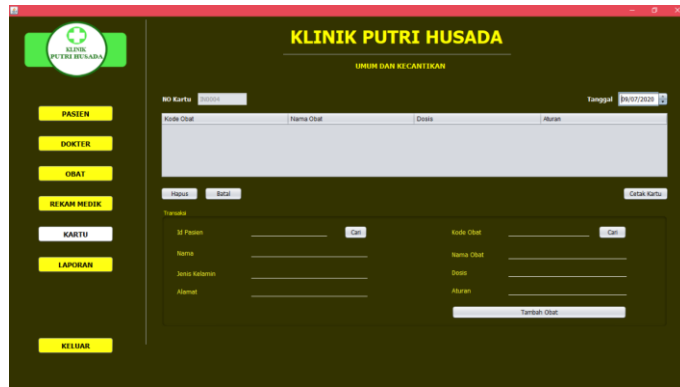 KLINIK
PUTRI HUSADA
KLINIK PUTRI HUSADA
UMUM DAN KECANTIKAN
PASIEN
DOKTER
OBAT
REKAM MEDIK
KARTU
LAPORAN
KELUAR
NO Kartu
Tanggal 09/07/2020
Kode Obat Nama Obat Dosis Aturan
Hapus Batal Cetak Kartu
Transaksi
Id Pasien Cari Kode Obat Cari
Nama Nama Obat
Jenis Kelamin Dosis
Alamat Aturan
Tambah Obat